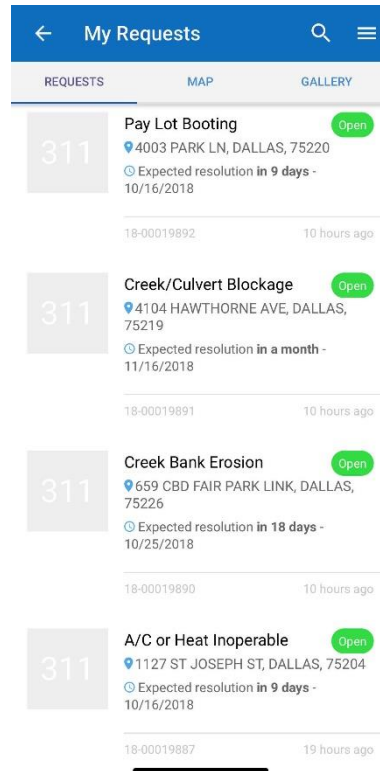 My Requests
REQUESTS MAP GALLERY
311
Pay Lot Booting Open
4003 PARK LN, DALLAS, 75220
Expected resolution in 9 days -
10/16/2018
18-00019892 10 hours ago
311
Creek/Culvert Blockage Open
4104 HAWTHORNE AVE, DALLAS,
75219
Expected resolution in a month -
11/16/2018
18-00019891 10 hours ago
311
Creek Bank Erosion Open
659 CBD FAIR PARK LINK, DALLAS,
75226
Expected resolution in 18 days -
10/25/2018
18-00019890 10 hours ago
311
A/C or Heat Inoperable Open
1127 ST JOSEPH ST, DALLAS, 75204
Expected resolution in 9 days -
10/16/2018
18-00019887 19 hours ago